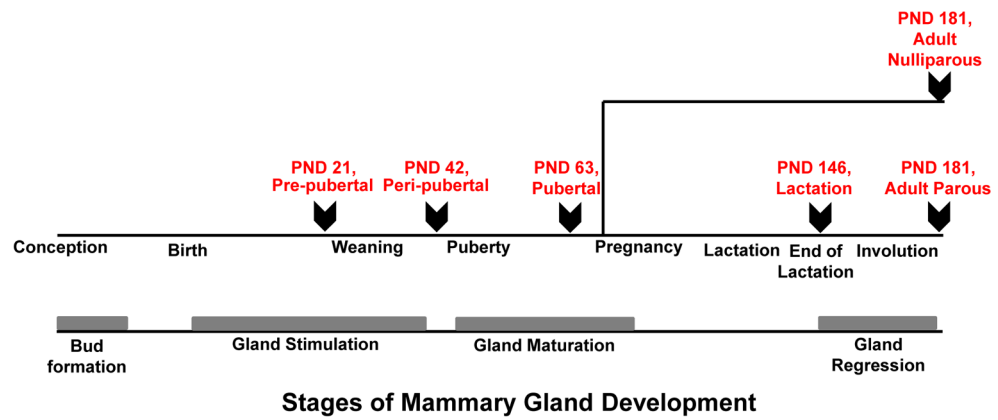 PND 181,
Adult
Nulliparous
PND 21,
Pre-pubertal
PND 42,
Peri-pubertal
PND 63,
Pubertal
PND 146,
Lactation
PND 181,
Adult Parous
Conception
Birth
Weaning
Puberty
Pregnancy
Lactation
End of
Lactation
Involution
Bud
formation
Gland Stimulation
Gland Maturation
Gland
Regression
Stages of Mammary Gland Development